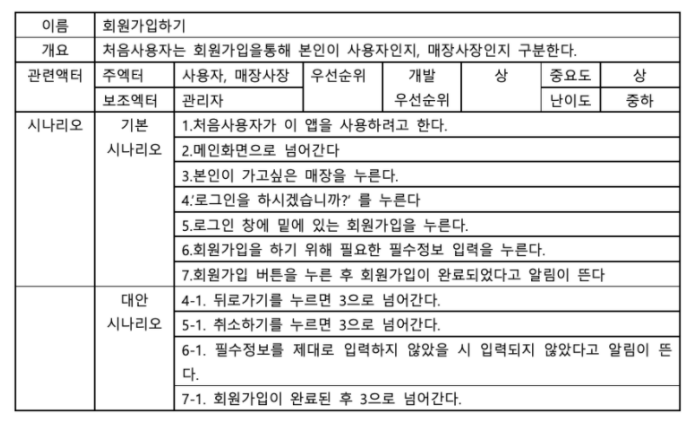 이름 회원가입하기
개요 처음사용자는 회원가입을통해 본인이 사용자인지, 매장사장인지 구분한다.
관련액터 주액터 사용자, 매장사장 우선순위 개발 상 중요도 상
보조엑터 관리자 우선순위 난이도 중하
시나리오 기본 1.처음사용자가 이 앱을 사용하려고 한다.
시나리오 2.메인화면으로 넘어간다
3.본인이 가고싶은 매장을 누른다.
4.'로그인을 하시겠습니까?' 를 누른다
5.로그인 창에 밑에 있는 회원가입을 누른다.
6.회원가입을 하기 위해 필요한 필수정보 입력을 누른다.
7.회원가입 버튼을 누른 후 회원가입이 완료되었다고 알림이 뜬다
대안 4-1. 뒤로가기를 누르면 3으로 넘어간다.
시나리오 5-1. 취소하기를 누르면 3으로 넘어간다.
6-1. 필수정보를 제대로 입력하지 않았을 시 입력되지 않았다고 알림이 뜬
다.
7-1. 회원가입이 완료된 후 3으로 넘어간다.